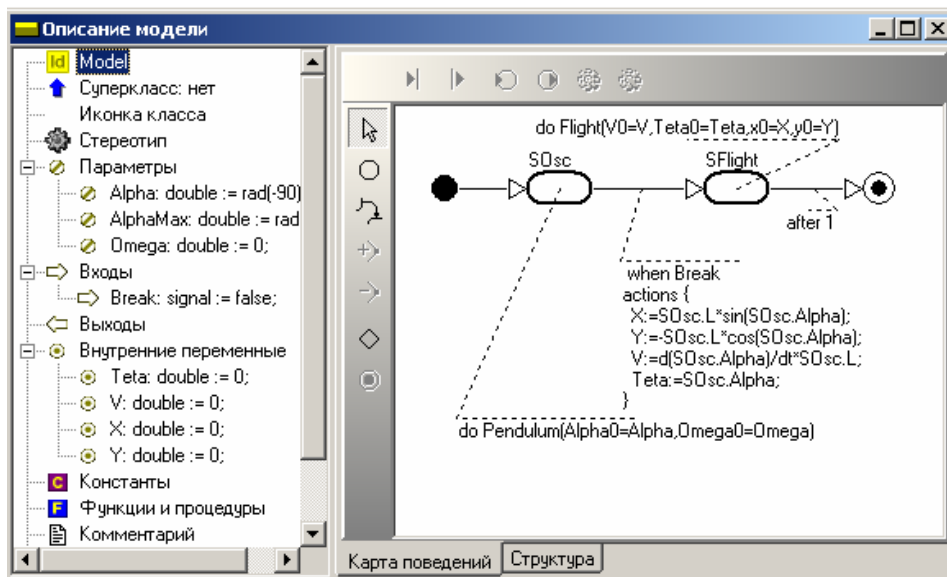 Описание модели
Model
Суперкласс: нет
Иконка класса
Стереотип
Параметры
Alpha: double := rad(-90)
AlphaMax: double := rad
Omega: double := 0;
Входы
Break: signal := false;
Выходы
Внутренние переменные
Teta: double := 0;
V: double := 0;
X: double := 0;
Y: double := 0;
Константы
Функции и процедуры
Комментарий
do Flight(V0=V,Teta0=Teta,x0=X,y0=Y)
SOsc
SFlight
after 1
when Break
actions {
X:=SOsc.L*sin(SOsc.Alpha);
Y:=-SOsc.L*cos(SOsc.Alpha);
V:=d(SOsc.Alpha)/dt*SOsc.L;
Teta:=SOsc.Alpha;
}
do Pendulum(Alpha0=Alpha,Omega0=Omega)
Карта поведений
Структура